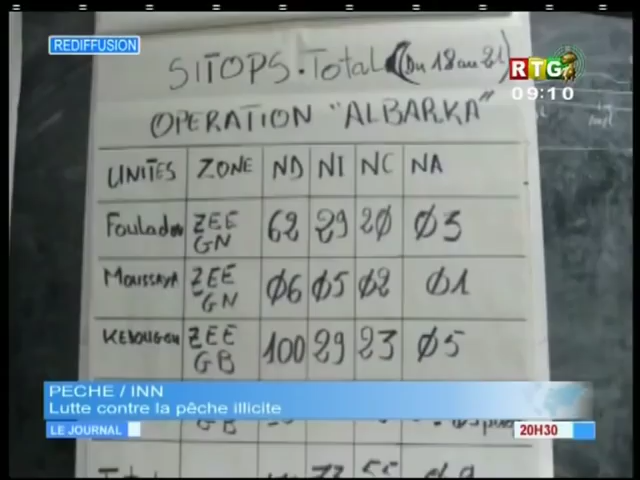 REDIFFUSION
RTG
09:10
SITOPS.Total (Du 18 au 21)
OPERATION "ALBARKA"
UNITES ZONE ND NI NC NA
Fouladou ZEE GN 62 29 20 03
Moussaya ZEE GN 06 05 02 01
KEBOUGOU ZEE GB 100 29 23 05
GB
PECHE / INN
Lutte contre la pêche illicite
LE JOURNAL
20H30